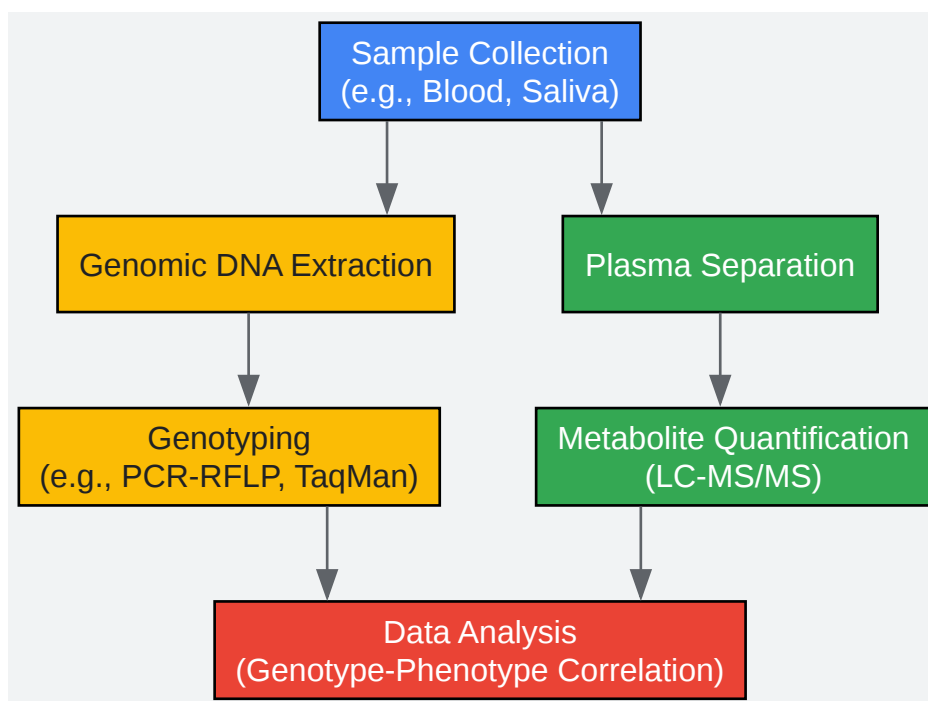 Sample Collection
(e.g., Blood, Saliva)
Genomic DNA Extraction
Plasma Separation
Genotyping
(e.g., PCR-RFLP, TaqMan)
Metabolite Quantification
(LC-MS/MS)
Data Analysis
(Genotype-Phenotype Correlation)